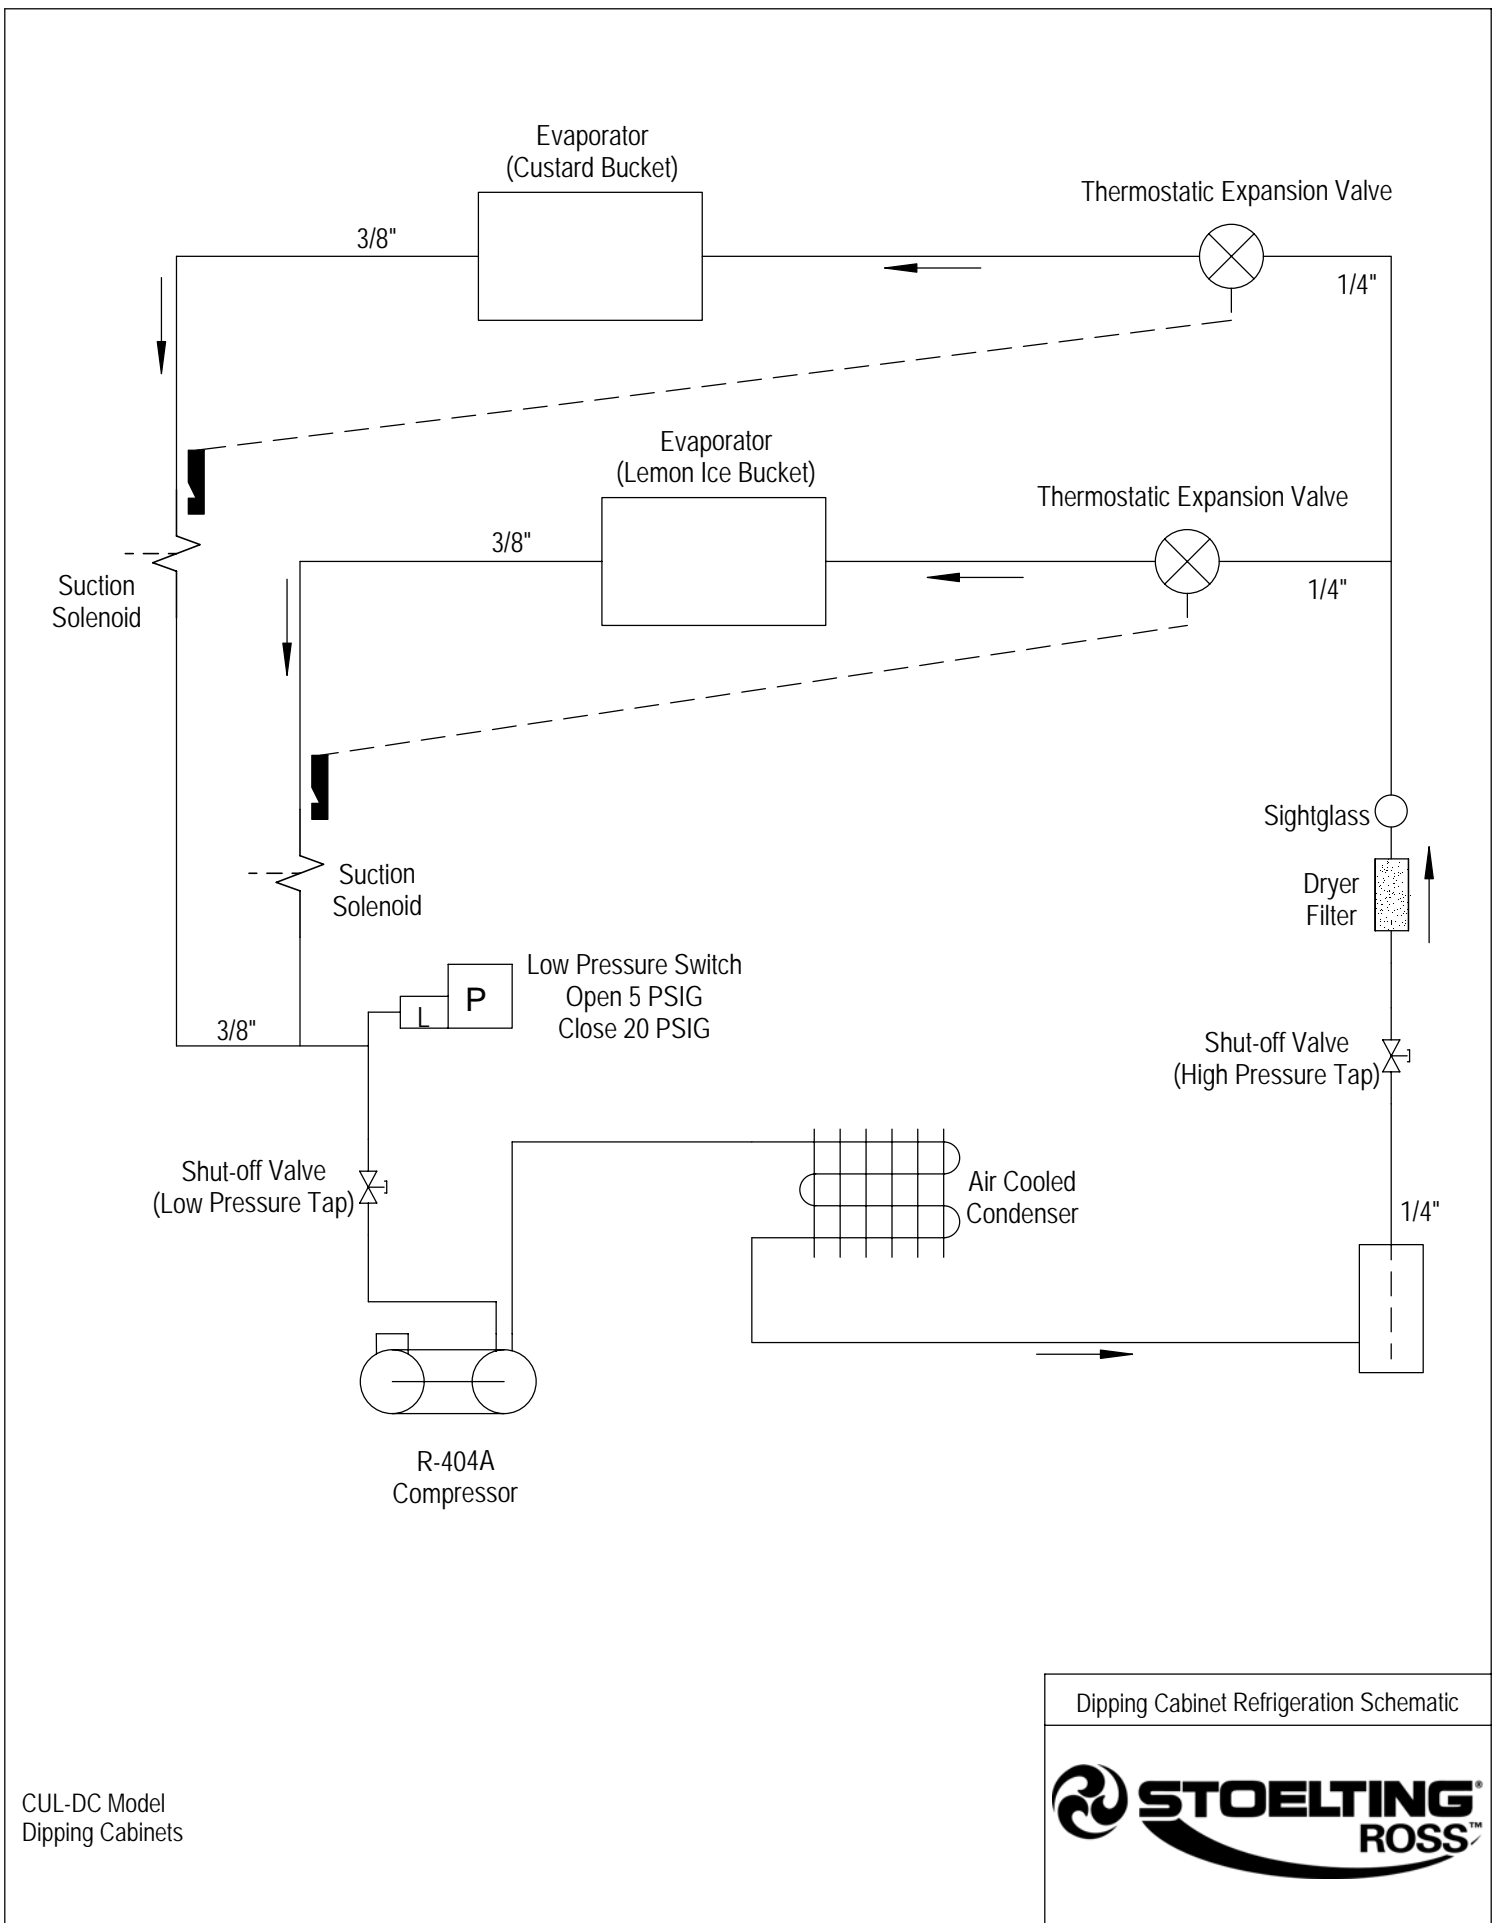 Evaporator
(Custard Bucket)
Thermostatic Expansion Valve
3/8"
1/4"
Evaporator
(Lemon Ice Bucket)
Thermostatic Expansion Valve
3/8"
1/4"
Suction
Solenoid
Sightglass
Suction
Solenoid
Dryer
Filter
Low Pressure Switch
Open 5 PSIG
Close 20 PSIG
P
L
3/8"
Shut-off Valve
(High Pressure Tap)
Shut-off Valve
(Low Pressure Tap)
Air Cooled
Condenser
1/4"
R-404A
Compressor
Dipping Cabinet Refrigeration Schematic
STOELTING®
ROSS™
CUL-DC Model
Dipping Cabinets